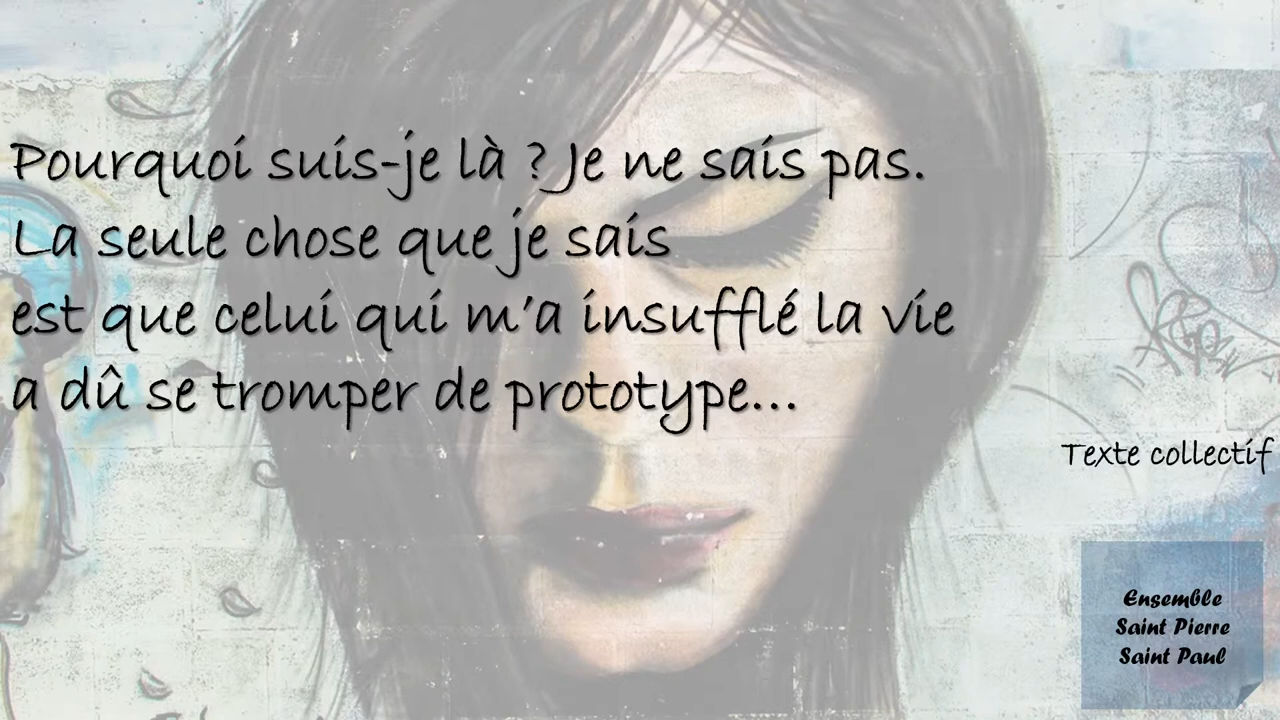 Pourquoi suis-je là ? Je ne sais pas.
La seule chose que je sais
est que celui qui m’a insufflé la vie
a dû se tromper de prototype…
Texte collectif
Ensemble
Saint Pierre
Saint Paul